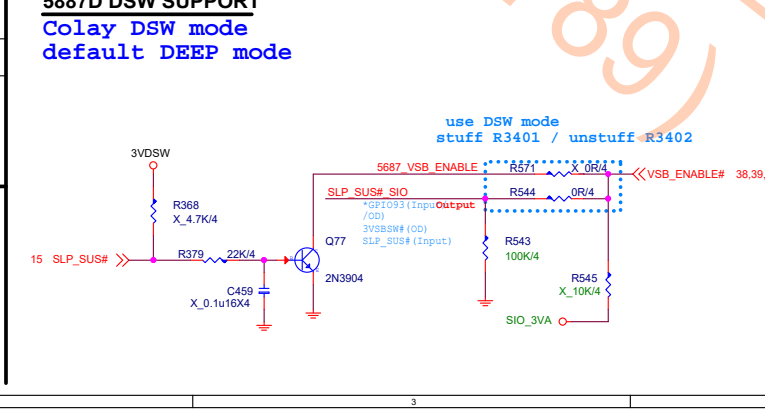 5887D DSW SUPPORT
Colay DSW mode
default DEEP mode
use DSW mode
stuff R3401 / unstuff R3402
3VDSW
5687_VSB_ENABLE
R571
X_0R/4
VSB_ENABLE#
38,39,
SLP_SUS#_SIO
R544
0R/4
R368
X_4.7K/4
*GPIO93(Input
Output
/OD)
3VSBSW#(OD)
SLP_SUS#(Input)
Q77
R543
100K/4
15
SLP_SUS#
R379
22K/4
2N3904
C459
X_0.1u16X4
R545
X_10K/4
SIO_3VA
3
89)